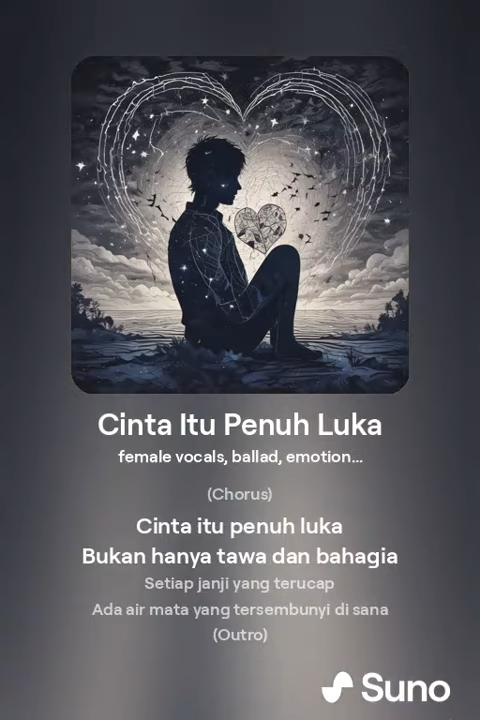 Cinta Itu Penuh Luka
female vocals, ballad, emotion...
(Chorus)
Cinta itu penuh luka
Bukan hanya tawa dan bahagia
Setiap janji yang terucap
Ada air mata yang tersembunyi di sana
(Outro)
Suno